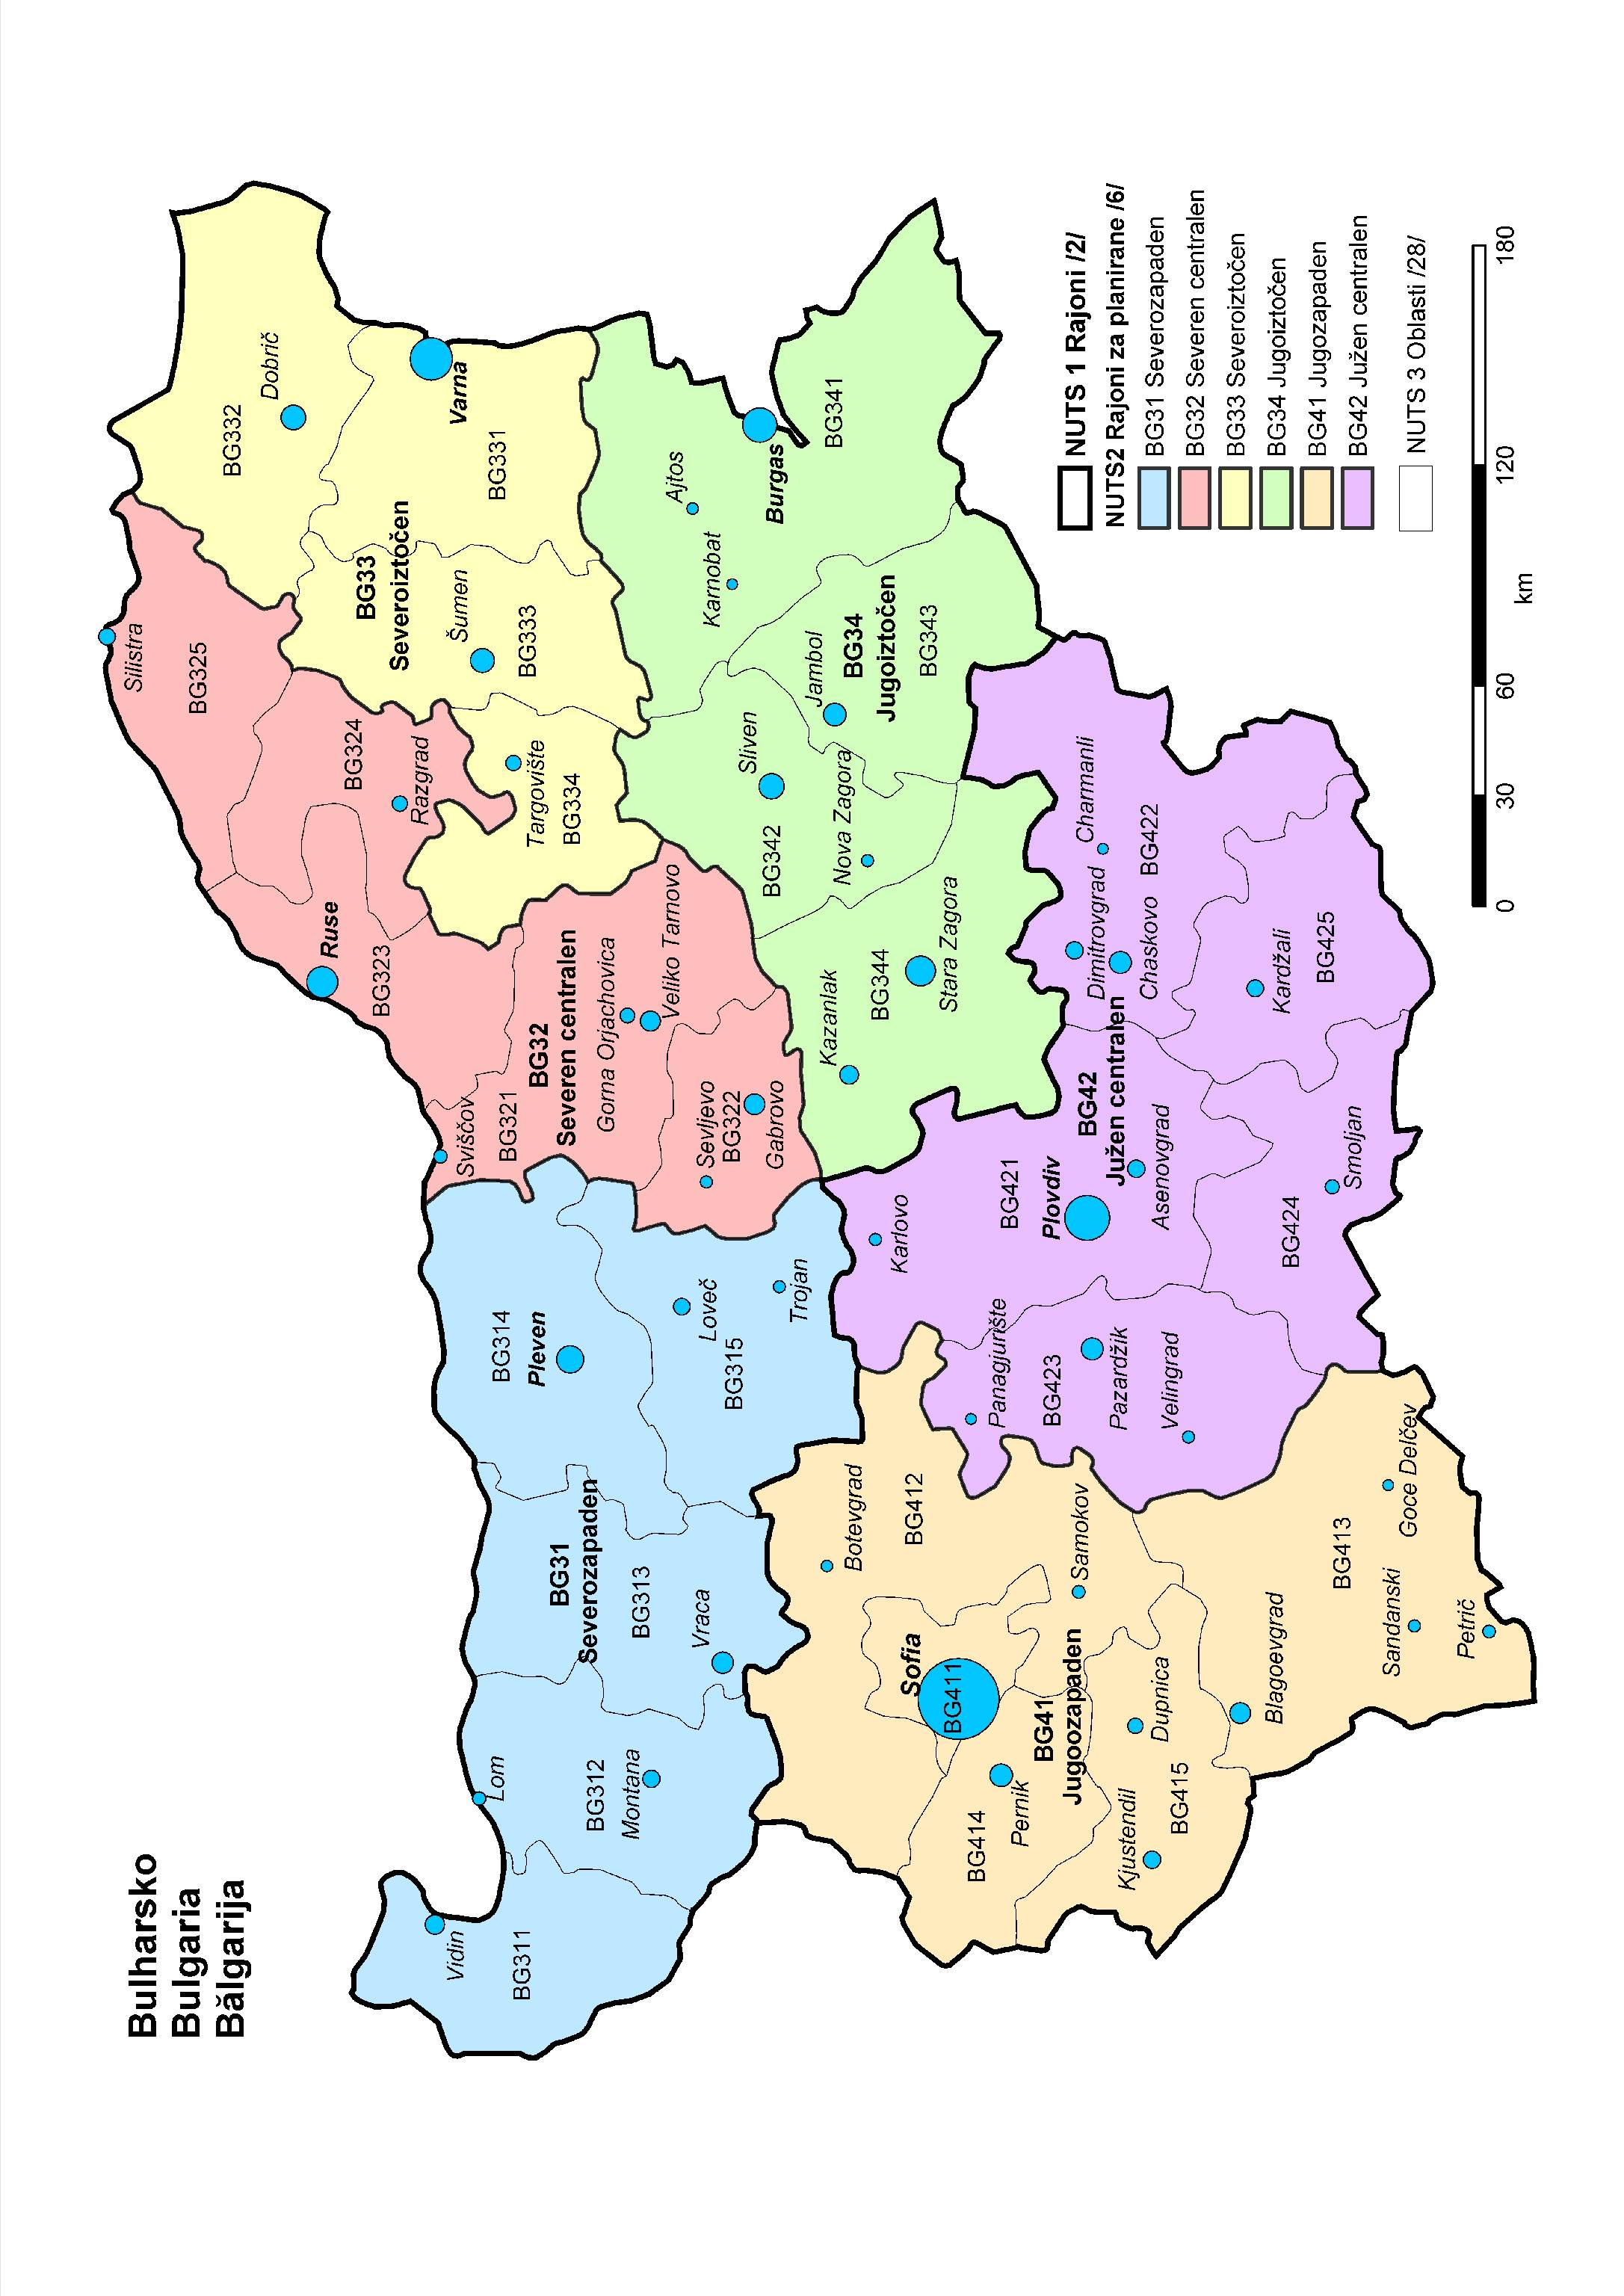 Bulharsko
Bulgaria
Bălgarija
Vidin
BG311
Lom
BG312
Montana
BG31
Severozapaden
BG313
Vraca
BG314
Pleven
Loveč
BG315
Trojan
Sviščov
BG321
BG32
Severen centralen
Gorna Orjachovica
Veliko Tarnovo
Sevljevo
BG322
Gabrovo
Ruse
BG323
BG324
Razgrad
Silistra
BG325
BG332
Dobrič
BG33
Severoiztočen
Varna
BG331
Šumen
BG333
Targovište
BG334
Ajtos
Karnobat
Burgas
BG341
Sliven
BG342
Nova Zagora
Jambol
BG34
Jugoiztočen
BG343
Kazanlak
BG344
Stara Zagora
Botevgrad
BG412
Sofia
BG411
BG414
Pernik
BG41
Jugoozapaden
Samokov
Dupnica
Kjustendil
BG415
Blagoevgrad
BG413
Sandanski
Goce Delčev
Petrič
Karlovo
Panagjurište
BG423
Pazardžik
Velingrad
BG421
Plovdiv
BG42
Južen centralen
Asenovgrad
BG424
Smoljan
Dimitrovgrad
Charmanli
Chaskovo
BG422
Kardžali
BG425
NUTS 1 Rajoni /2/
NUTS2 Rajoni za planirane /6/
BG31 Severozapaden
BG32 Severen centralen
BG33 Severoiztočen
BG34 Jugoiztočen
BG41 Jugozapaden
BG42 Južen centralen
NUTS 3 Oblasti /28/
0 30 60 120 180
km